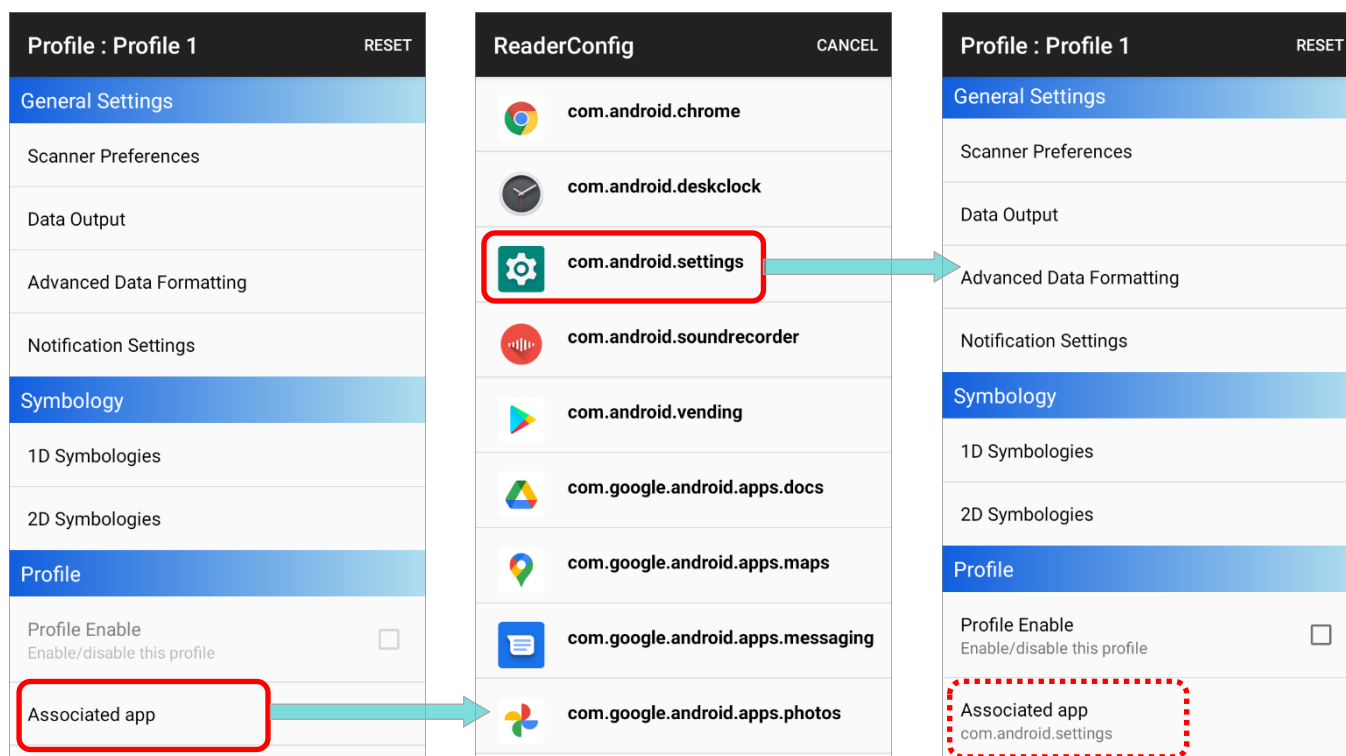 Profile : Profile 1
RESET
General Settings
Scanner Preferences
Data Output
Advanced Data Formatting
Notification Settings
Symbology
1D Symbologies
2D Symbologies
Profile
Profile Enable
Enable/disable this profile
Associated app
ReaderConfig
CANCEL
com.android.chrome
com.android.deskclock
com.android.settings
com.android.soundrecorder
com.android.vending
com.google.android.apps.docs
com.google.android.apps.maps
com.google.android.apps.messaging
com.google.android.apps.photos
Profile : Profile 1
RESET
General Settings
Scanner Preferences
Data Output
Advanced Data Formatting
Notification Settings
Symbology
1D Symbologies
2D Symbologies
Profile
Profile Enable
Enable/disable this profile
Associated app
com.android.settings